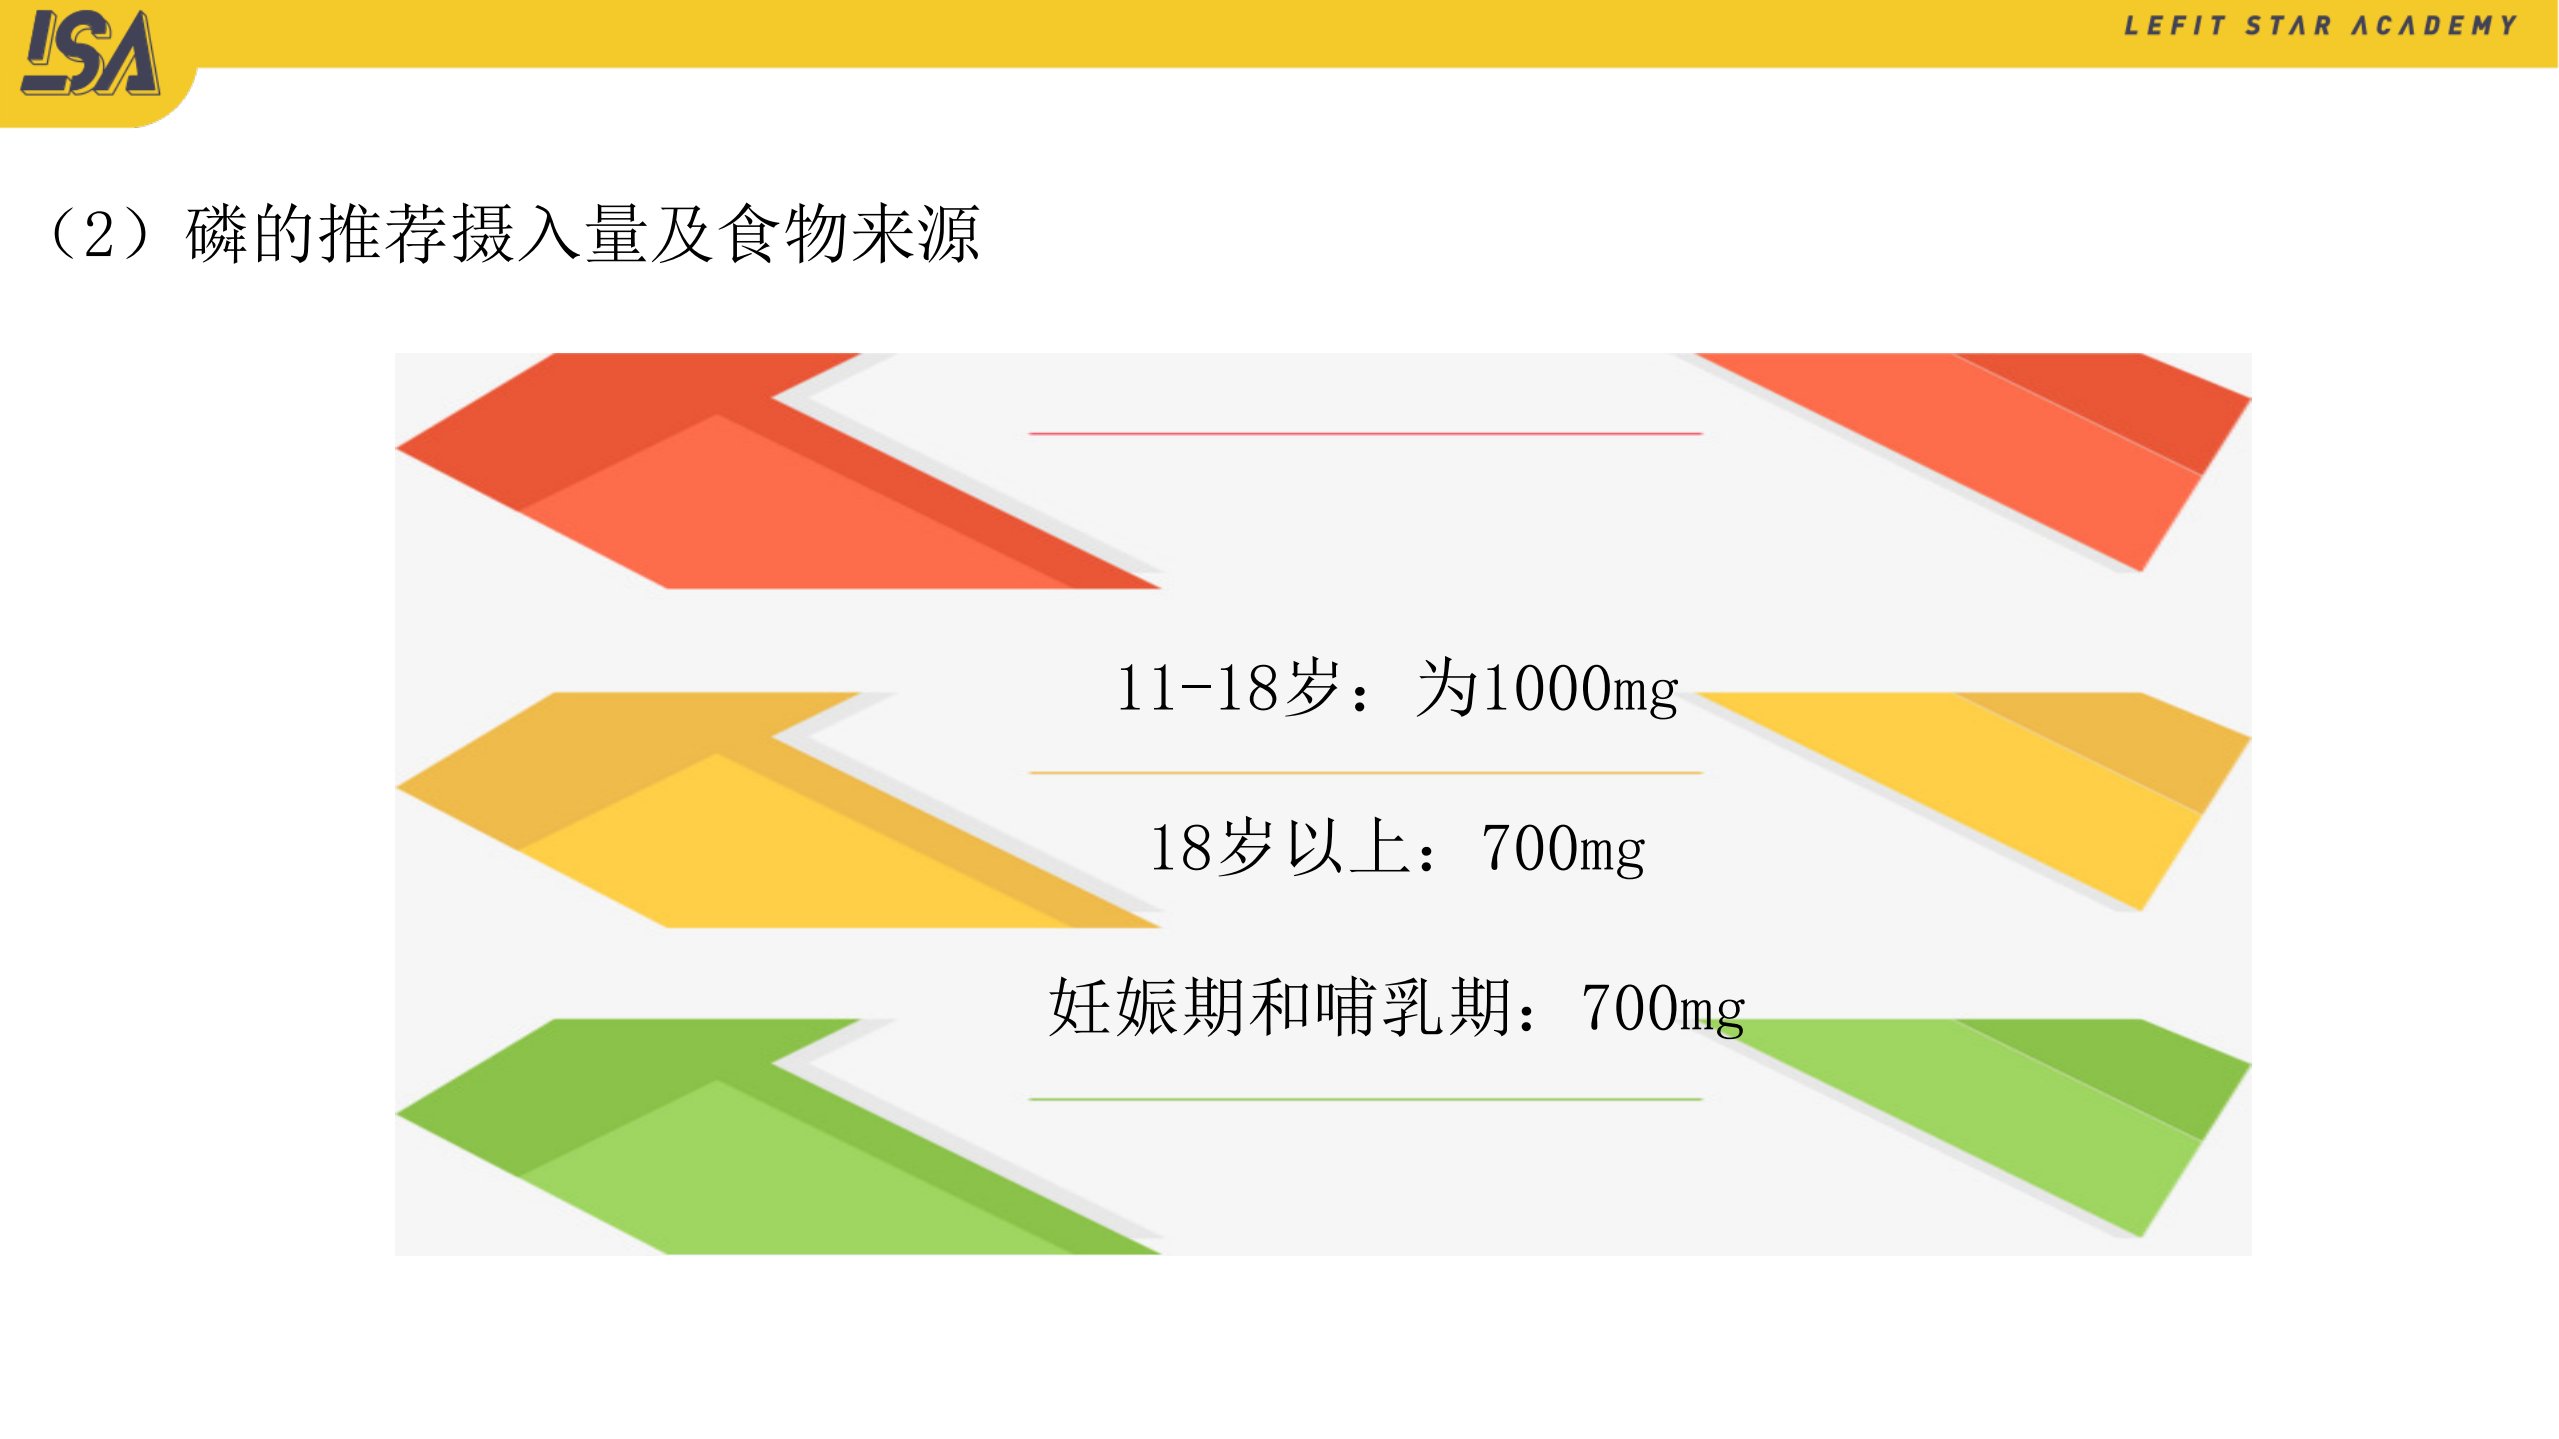 LSA
LEFIT STAR ACADEMY
（2）磷的推荐摄入量及食物来源
11-18岁：为1000mg
18岁以上：700mg
妊娠期和哺乳期：700mg